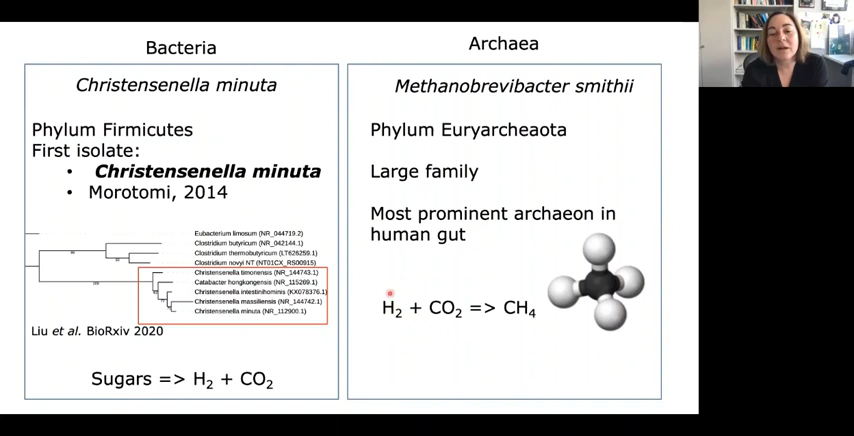 Bacteria
Christensenella minuta
Phylum Firmicutes
First isolate:
• Christensenella minuta
• Morotomi, 2014
Eubacterium limosum (NR_044719.2)
Clostridium butyricum (NR_042144.1)
Clostridium thermobutyricum (LT626259.1)
Clostridium novyi NT (NT01CX_RS00915)
Christensenella timonensis (NR_144743.1)
Catabacter hongkongensis (NR_115269.1)
Christensenella intestinihominis (KX078376.1)
Christensenella massiliensis (NR_144742.1)
Christensenella minuta (NR_112900.1)
Liu et al. BioRxiv 2020
Sugars => H₂ + CO₂
Archaea
Methanobrevibacter smithii
Phylum Euryarcheaota
Large family
Most prominent archaeon in
human gut
H₂ + CO₂ => CH₄